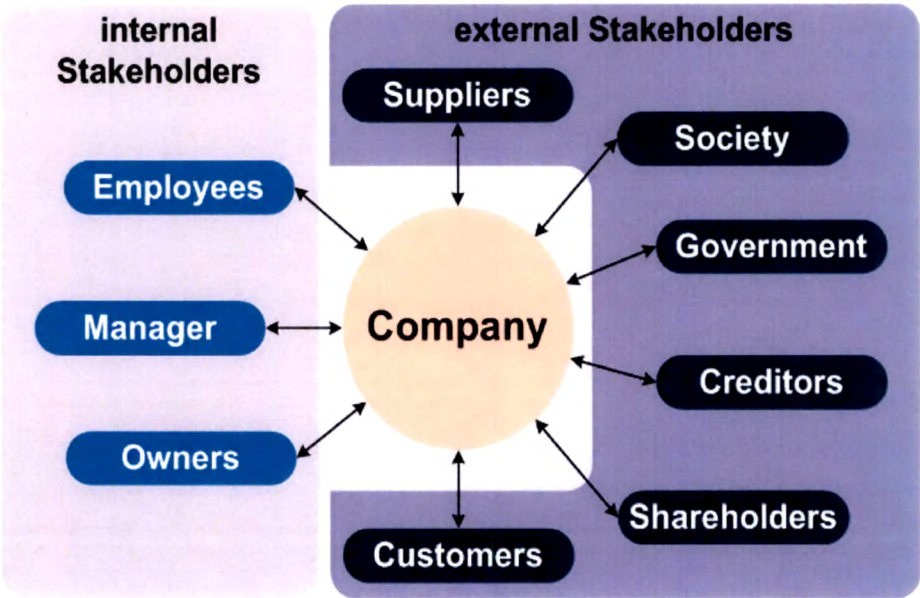 internal
Stakeholders
external Stakeholders
Suppliers
Society
Employees
Government
Manager
Company
Creditors
Owners
Shareholders
Customers